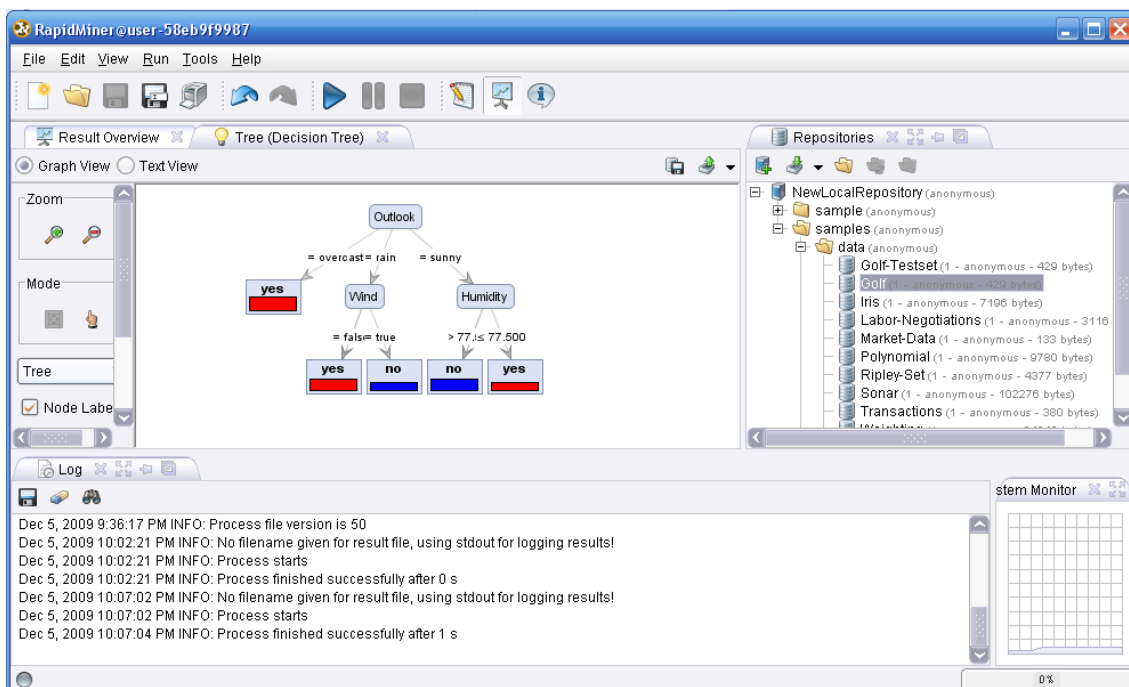 RapidMiner@user-58eb9f9987
File Edit View Run Tools Help
Result Overview Tree (Decision Tree)
Graph View Text View
Zoom
Mode
Tree
Node Labe
Outlook
= overcast = rain = sunny
yes Wind Humidity
= fals = true > 77. ≤ 77.500
yes no no yes
Repositories
NewLocalRepository (anonymous)
sample (anonymous)
samples (anonymous)
data (anonymous)
Golf-Testset (1 - anonymous - 429 bytes)
Golf (1 - anonymous - 429 bytes)
Iris (1 - anonymous - 7196 bytes)
Labor-Negotiations (1 - anonymous - 3116
Market-Data (1 - anonymous - 133 bytes)
Polynomial (1 - anonymous - 9780 bytes)
Ripley-Set (1 - anonymous - 4377 bytes)
Sonar (1 - anonymous - 102276 bytes)
Transactions (1 - anonymous - 380 bytes)
Log
Dec 5, 2009 9:36:17 PM INFO: Process file version is 50
Dec 5, 2009 10:02:21 PM INFO: No filename given for result file, using stdout for logging results!
Dec 5, 2009 10:02:21 PM INFO: Process starts
Dec 5, 2009 10:02:21 PM INFO: Process finished successfully after 0 s
Dec 5, 2009 10:07:02 PM INFO: No filename given for result file, using stdout for logging results!
Dec 5, 2009 10:07:02 PM INFO: Process starts
Dec 5, 2009 10:07:04 PM INFO: Process finished successfully after 1 s
stem Monitor
0%